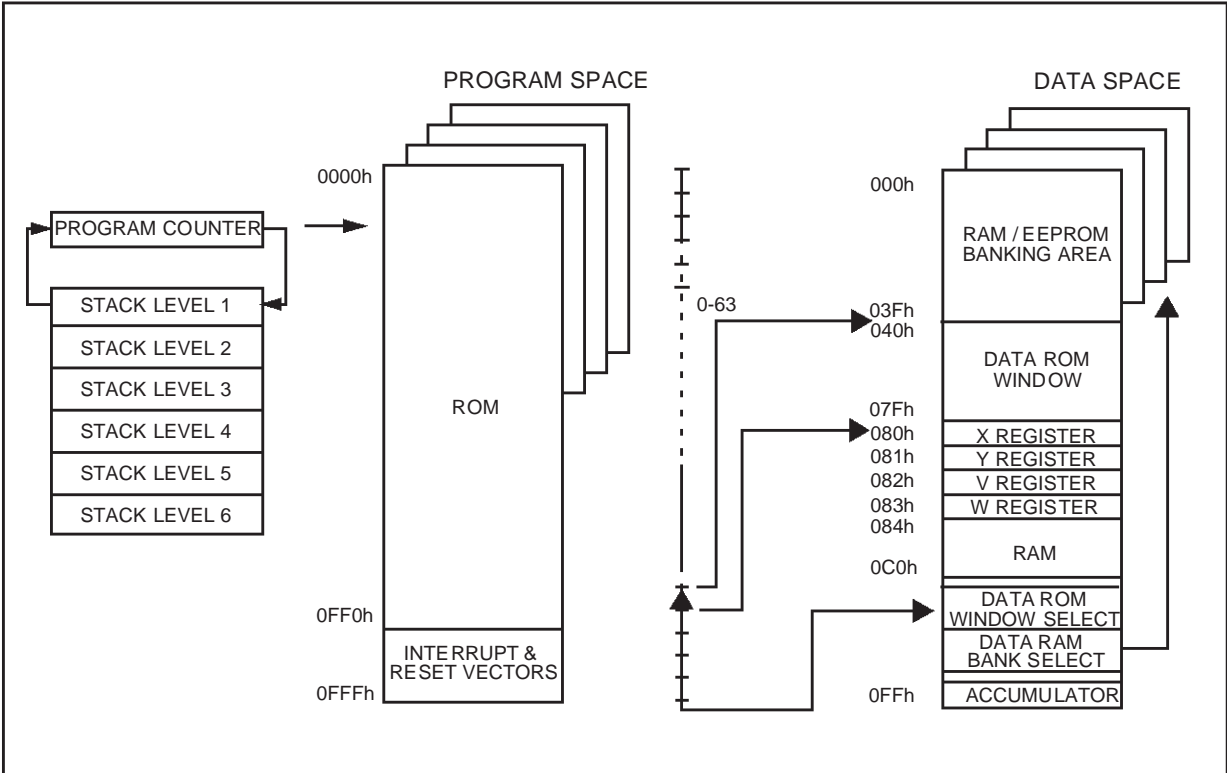 PROGRAM SPACE
DATA SPACE
0000h
PROGRAM COUNTER
STACK LEVEL 1
STACK LEVEL 2
STACK LEVEL 3
STACK LEVEL 4
STACK LEVEL 5
STACK LEVEL 6
ROM
0FF0h
INTERRUPT &
RESET VECTORS
0FFFh
0-63
000h
RAM / EEPROM
BANKING AREA
03Fh
040h
DATA ROM
WINDOW
07Fh
080h
X REGISTER
081h
Y REGISTER
082h
V REGISTER
083h
W REGISTER
084h
RAM
0C0h
DATA ROM
WINDOW SELECT
DATA RAM
BANK SELECT
0FFh
ACCUMULATOR